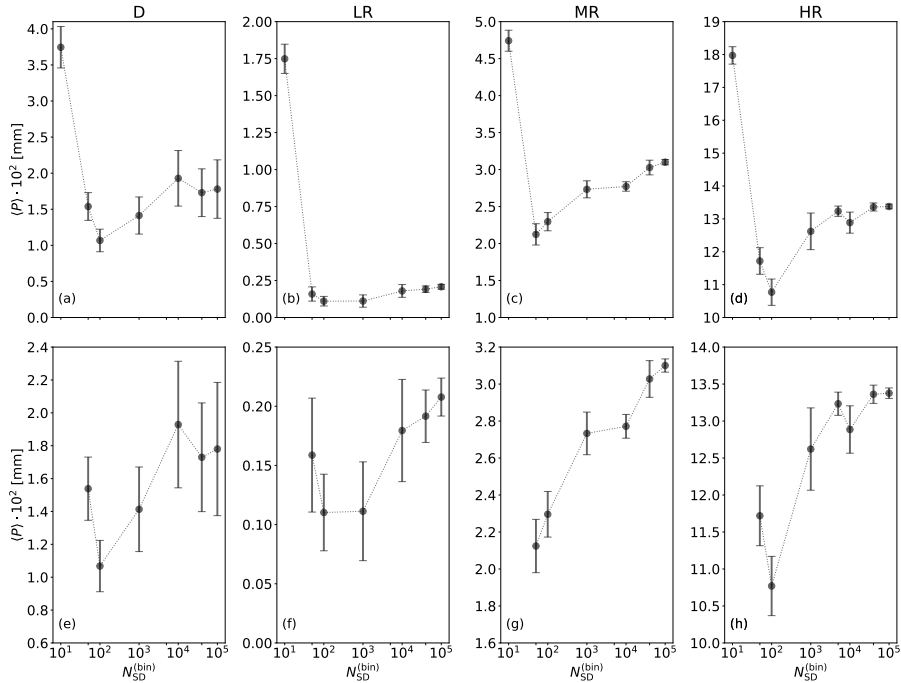 D LR MR HR
4.0 2.00 5.0 19
3.5 1.75 4.5 18
3.0 1.50 4.0 17
2.5 1.25 3.5 16
2.0 1.00 3.0 15
1.5 0.75 2.5 14
1.0 0.50 2.0 13
0.5 0.25 1.5 12
0.0 0.00 1.0 11
10
⟨P⟩ · 10² [mm]
(a) (b) (c) (d)
2.4 0.25 3.2 14.0
2.2 0.20 3.0 13.5
2.0 0.15 2.8 13.0
1.8 0.10 2.6 12.5
1.6 0.05 2.4 12.0
1.4 0.00 2.2 11.5
1.2 2.0 11.0
1.0 1.8 10.5
0.8 1.6 10.0
0.6
⟨P⟩ · 10² [mm]
(e) (f) (g) (h)
10¹ 10² 10³ 10⁴ 10⁵ 10¹ 10² 10³ 10⁴ 10⁵ 10¹ 10² 10³ 10⁴ 10⁵ 10¹ 10² 10³ 10⁴ 10⁵
N_SD^(bin) N_SD^(bin) N_SD^(bin) N_SD^(bin)